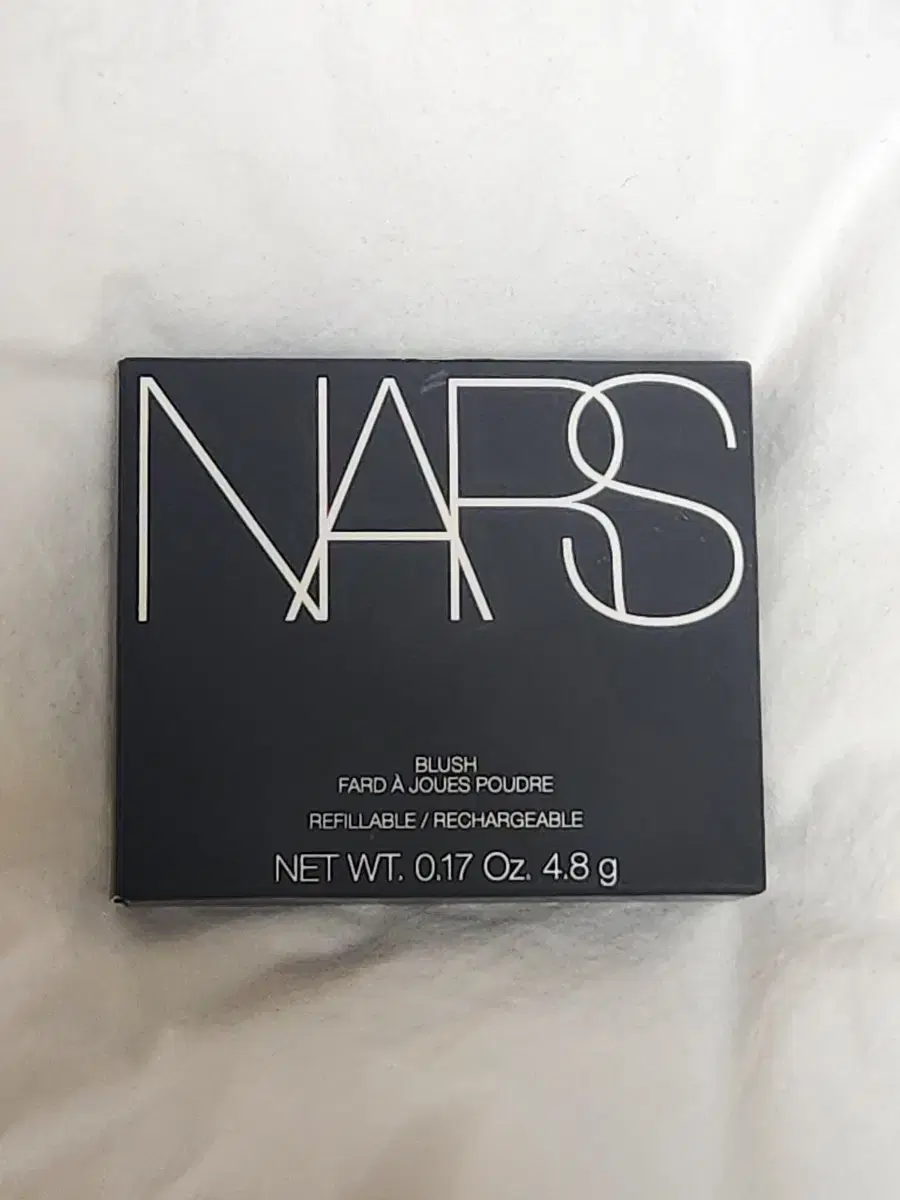 NARS
BLUSH
FARD À JOUES POUDRE
REFILLABLE / RECHARGEABLE
NET WT. 0.17 Oz. 4.8 g